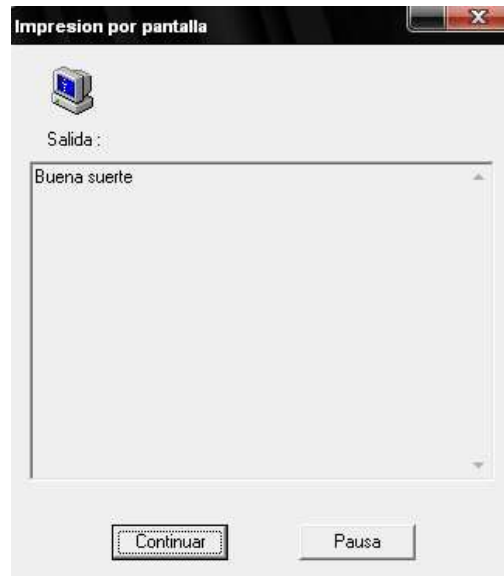 Impresion por pantalla
Salida :
Buena suerte
Continuar
Pausa